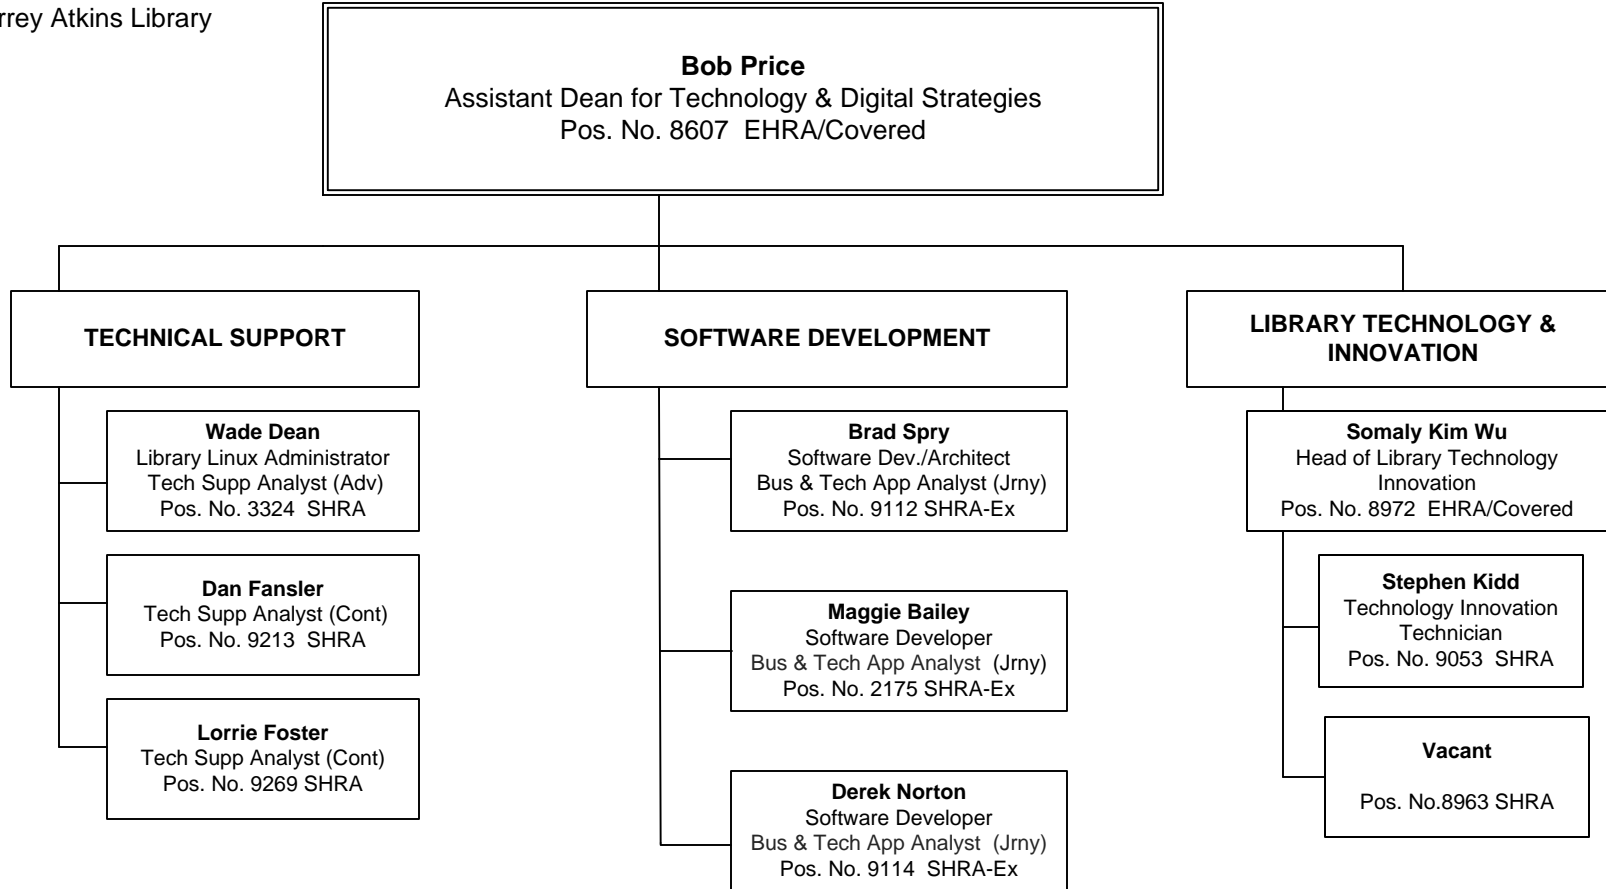 Atkins Library
Bob Price
Assistant Dean for Technology & Digital Strategies
Pos. No. 8607 EHRA/Covered
TECHNICAL SUPPORT
Wade Dean
Library Linux Administrator
Tech Supp Analyst (Adv)
Pos. No. 3324 SHRA
Dan Fansler
Tech Supp Analyst (Cont)
Pos. No. 9213 SHRA
Lorrie Foster
Tech Supp Analyst (Cont)
Pos. No. 9269 SHRA
SOFTWARE DEVELOPMENT
Brad Spry
Software Dev./Architect
Bus & Tech App Analyst (Jrny)
Pos. No. 9112 SHRA-Ex
Maggie Bailey
Software Developer
Bus & Tech App Analyst (Jrny)
Pos. No. 2175 SHRA-Ex
Derek Norton
Software Developer
Bus & Tech App Analyst (Jrny)
Pos. No. 9114 SHRA-Ex
LIBRARY TECHNOLOGY &
INNOVATION
Somaly Kim Wu
Head of Library Technology
Innovation
Pos. No. 8972 EHRA/Covered
Stephen Kidd
Technology Innovation
Technician
Pos. No. 9053 SHRA
Vacant
Pos. No.8963 SHRA